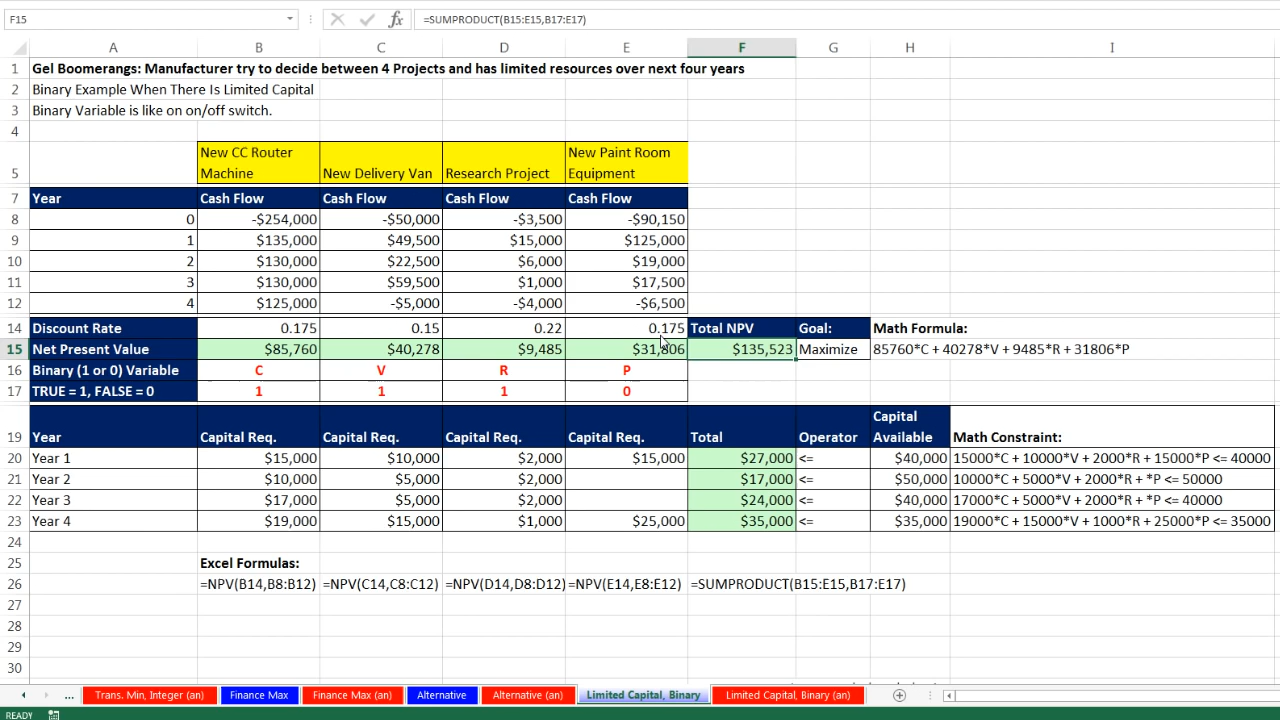 F15 =SUMPRODUCT(B15:E15,B17:E17)
A B C D E F G H I
1 Gel Boomerangs: Manufacturer try to decide between 4 Projects and has limited resources over next four years
2 Binary Example When There Is Limited Capital
3 Binary Variable is like on on/off switch.
4
New CC Router New Paint Room
5 Machine New Delivery Van Research Project Equipment
7 Year Cash Flow Cash Flow Cash Flow Cash Flow
8 0 -$254,000 -$50,000 -$3,500 -$90,150
9 1 $135,000 $49,500 $15,000 $125,000
10 2 $130,000 $22,500 $6,000 $19,000
11 3 $130,000 $59,500 $1,000 $17,500
12 4 $125,000 -$5,000 -$4,000 -$6,500
14 Discount Rate 0.175 0.15 0.22 0.175 Total NPV Goal: Math Formula:
15 Net Present Value $85,760 $40,278 $9,485 $31,806 $135,523 Maximize 85760*C + 40278*V + 9485*R + 31806*P
16 Binary (1 or 0) Variable C V R P
17 TRUE = 1, FALSE = 0 1 1 1 0
Capital
19 Year Capital Req. Capital Req. Capital Req. Capital Req. Total Operator Available Math Constraint:
20 Year 1 $15,000 $10,000 $2,000 $15,000 $27,000 <= $40,000 15000*C + 10000*V + 2000*R + 15000*P <= 40000
21 Year 2 $10,000 $5,000 $2,000 $17,000 <= $50,000 10000*C + 5000*V + 2000*R + *P <= 50000
22 Year 3 $17,000 $5,000 $2,000 $24,000 <= $40,000 17000*C + 5000*V + 2000*R + *P <= 40000
23 Year 4 $19,000 $15,000 $1,000 $25,000 $35,000 <= $35,000 19000*C + 15000*V + 1000*R + 25000*P <= 35000
24
25 Excel Formulas:
26 =NPV(B14,B8:B12) =NPV(C14,C8:C12) =NPV(D14,D8:D12) =NPV(E14,E8:E12) =SUMPRODUCT(B15:E15,B17:E17)
27
28
29
30
... Trans. Min, Integer (an) Finance Max Finance Max (an) Alternative Alternative (an) Limited Capital, Binary Limited Capital, Binary (an)
READY